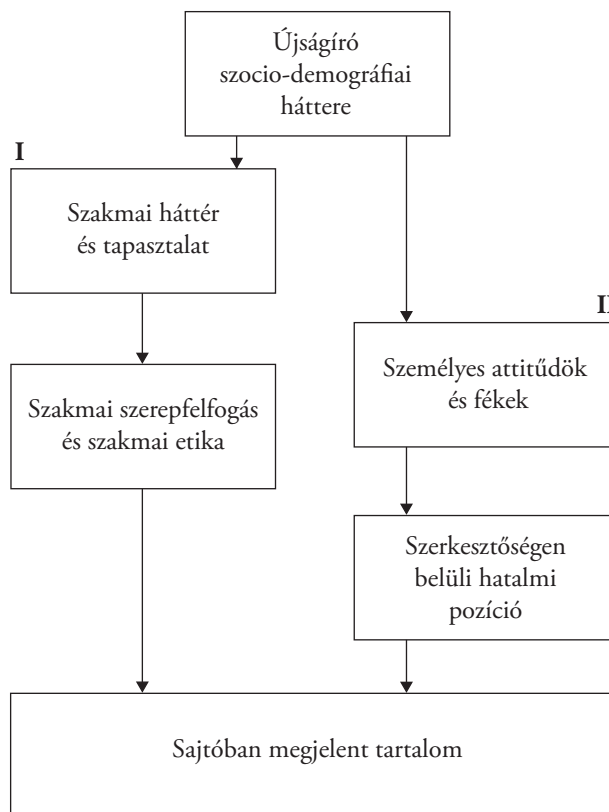 Újságíró
szocio-demográfiai
háttere
I
Szakmai háttér
és tapasztalat
II
Személyes attitűdök
és fékek
Szakmai szerepfelfogás
és szakmai etika
Szerkesztőségen
belüli hatalmi
pozíció
Sajtóban megjelent tartalom